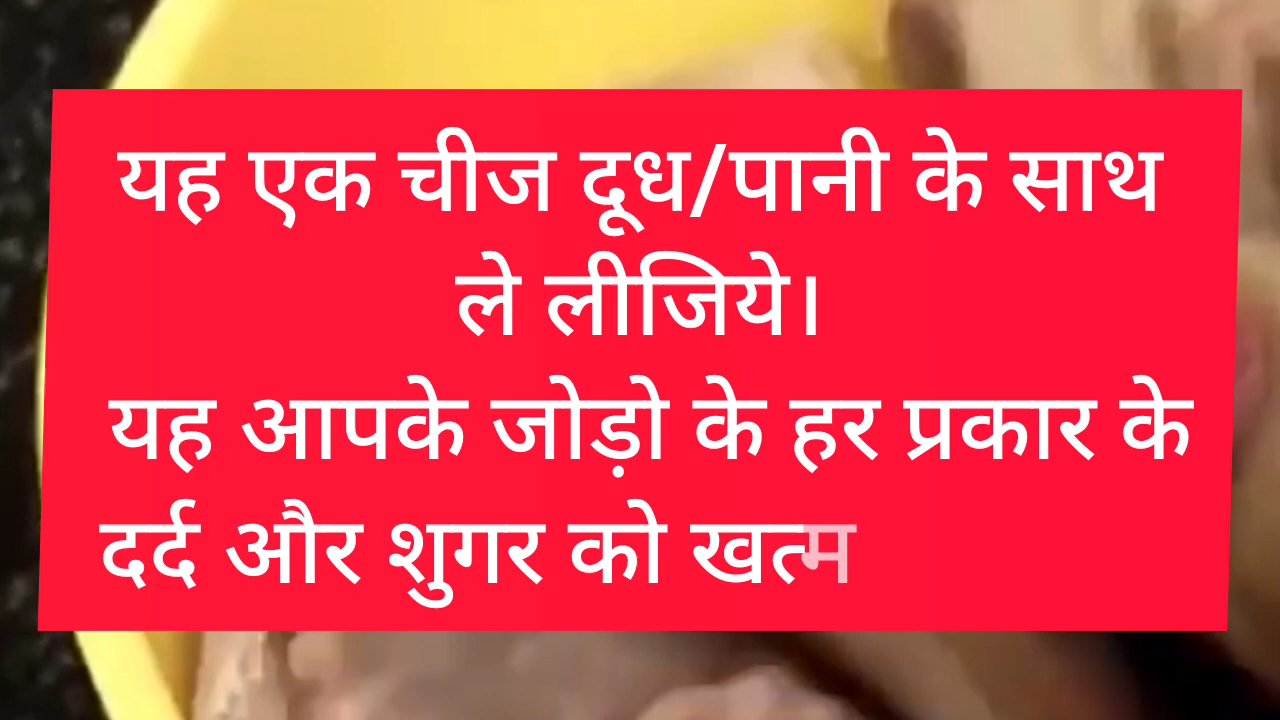 यह एक चीज दूध/पानी के साथ
ले लीजिये।
यह आपके जोड़ो के हर प्रकार के
दर्द और शुगर को खत्म